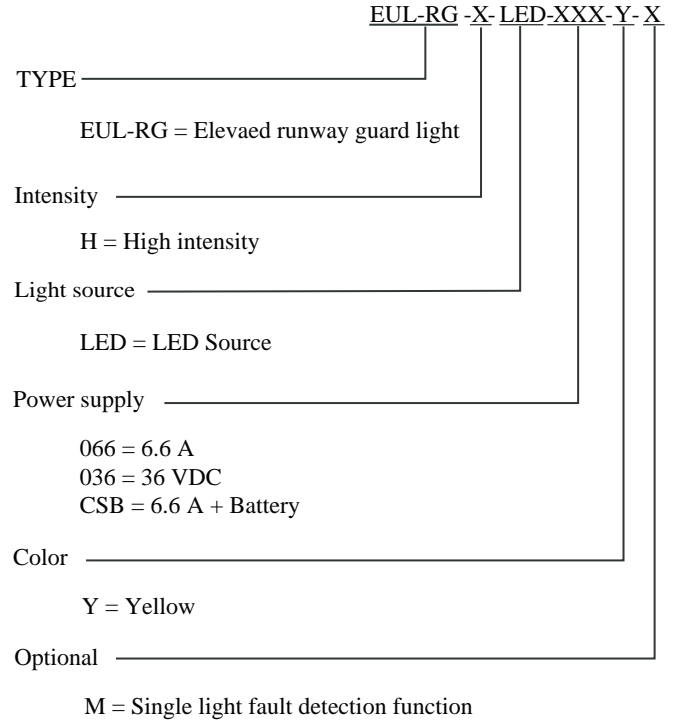 EUL-RG -X- LED-XXX-Y- X
TYPE
EUL-RG = Elevaed runway guard light
Intensity
H = High intensity
Light source
LED = LED Source
Power supply
066 = 6.6 A
036 = 36 VDC
CSB = 6.6 A + Battery
Color
Y = Yellow
Optional
M = Single light fault detection function